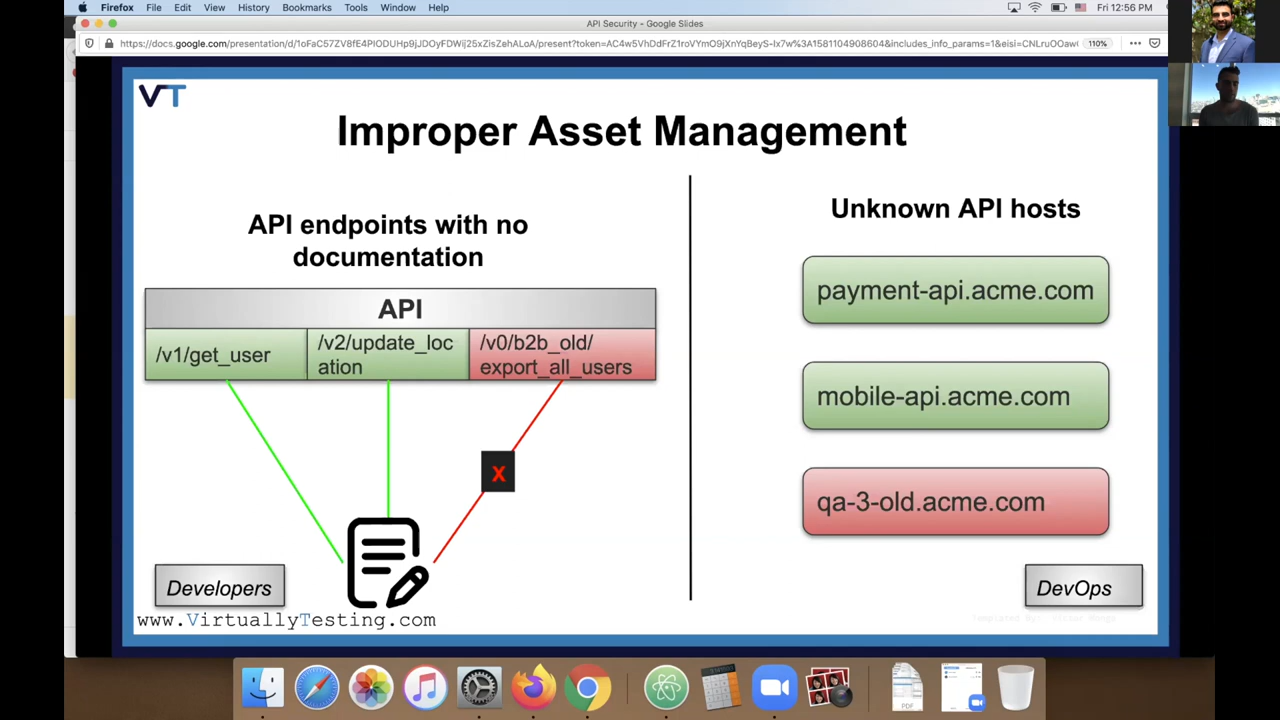 Firefox File Edit View History Bookmarks Tools Window Help
Fri 12:56 PM
API Security - Google Slides
110%
VT
Improper Asset Management
API endpoints with no
documentation
API
/v1/get_user
/v2/update_loc
ation
/v0/b2b_old/
export_all_users
X
Developers
www.VirtuallyTesting.com
Unknown API hosts
payment-api.acme.com
mobile-api.acme.com
qa-3-old.acme.com
DevOps
PDF